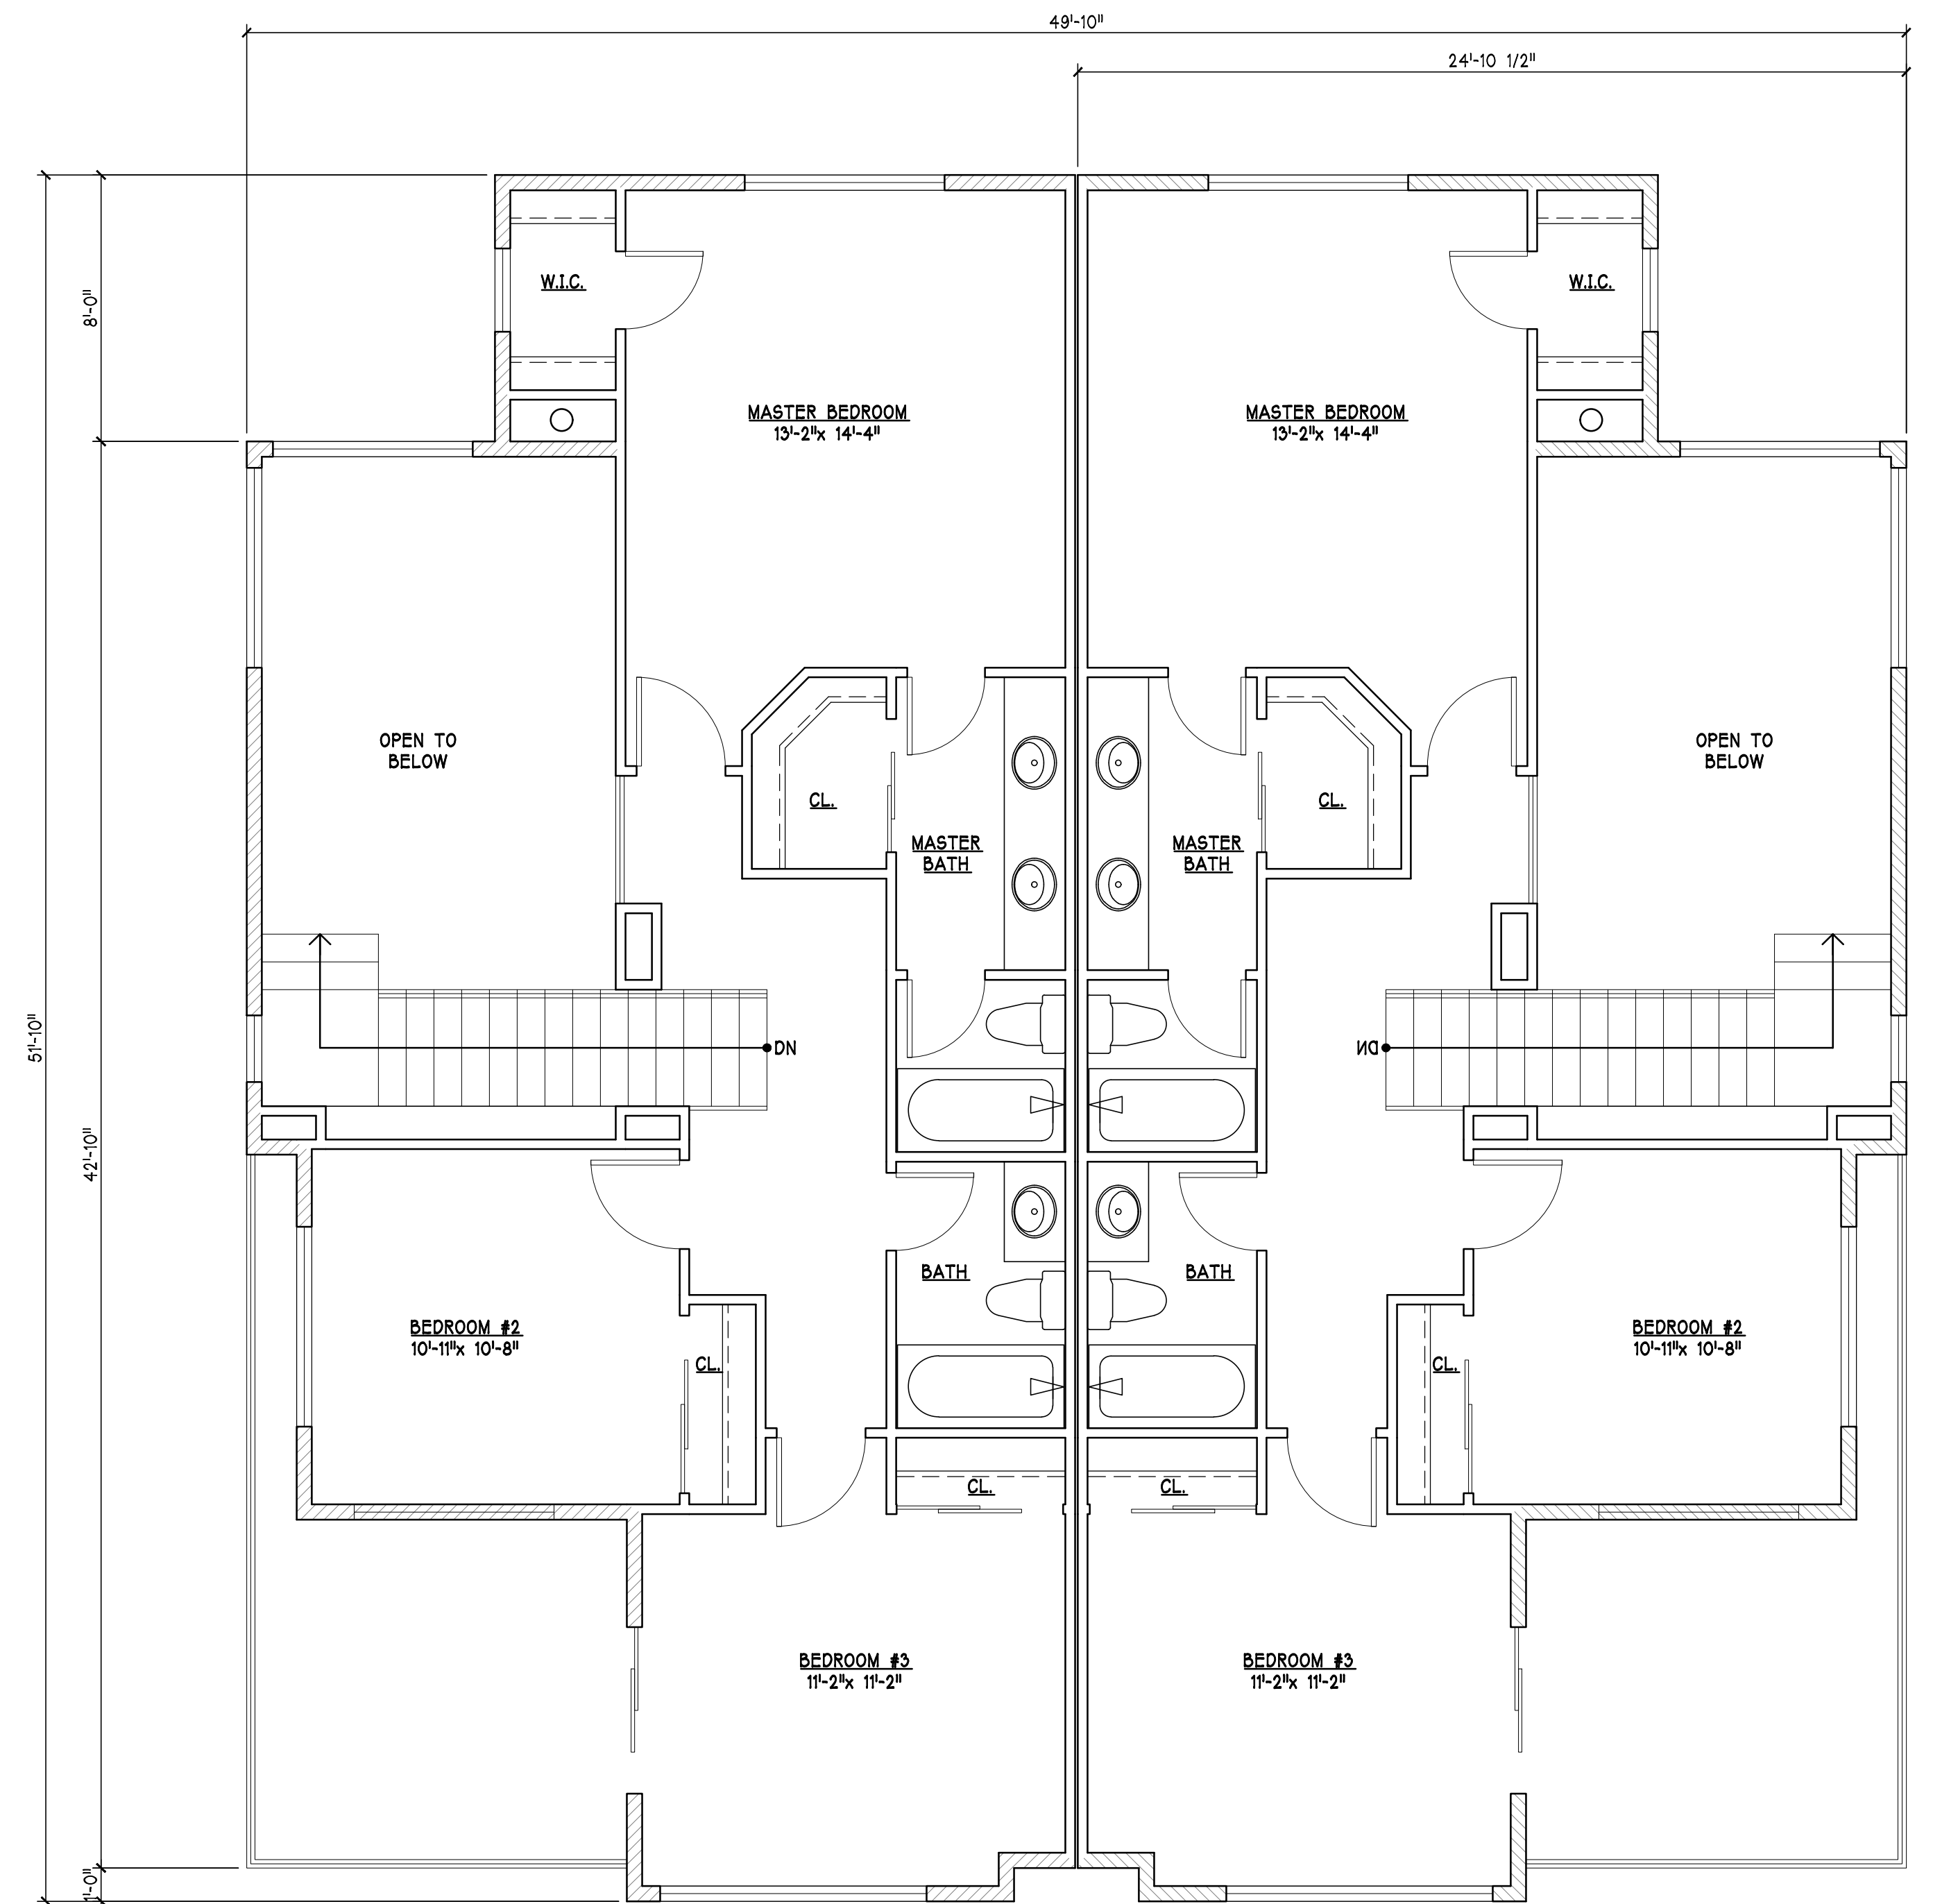 49'-10"
24'-10 1/2"
8'-0"
W.I.C.
W.I.C.
MASTER BEDROOM
13'-2"x 14'-4"
MASTER BEDROOM
13'-2"x 14'-4"
OPEN TO
BELOW
OPEN TO
BELOW
CL.
CL.
MASTER
BATH
MASTER
BATH
51'-10"
42'-10"
DN
DN
BATH
BATH
BEDROOM #2
10'-11"x 10'-8"
BEDROOM #2
10'-11"x 10'-8"
CL.
CL.
CL.
CL.
BEDROOM #3
11'-2"x 11'-2"
BEDROOM #3
11'-2"x 11'-2"
1'-0"